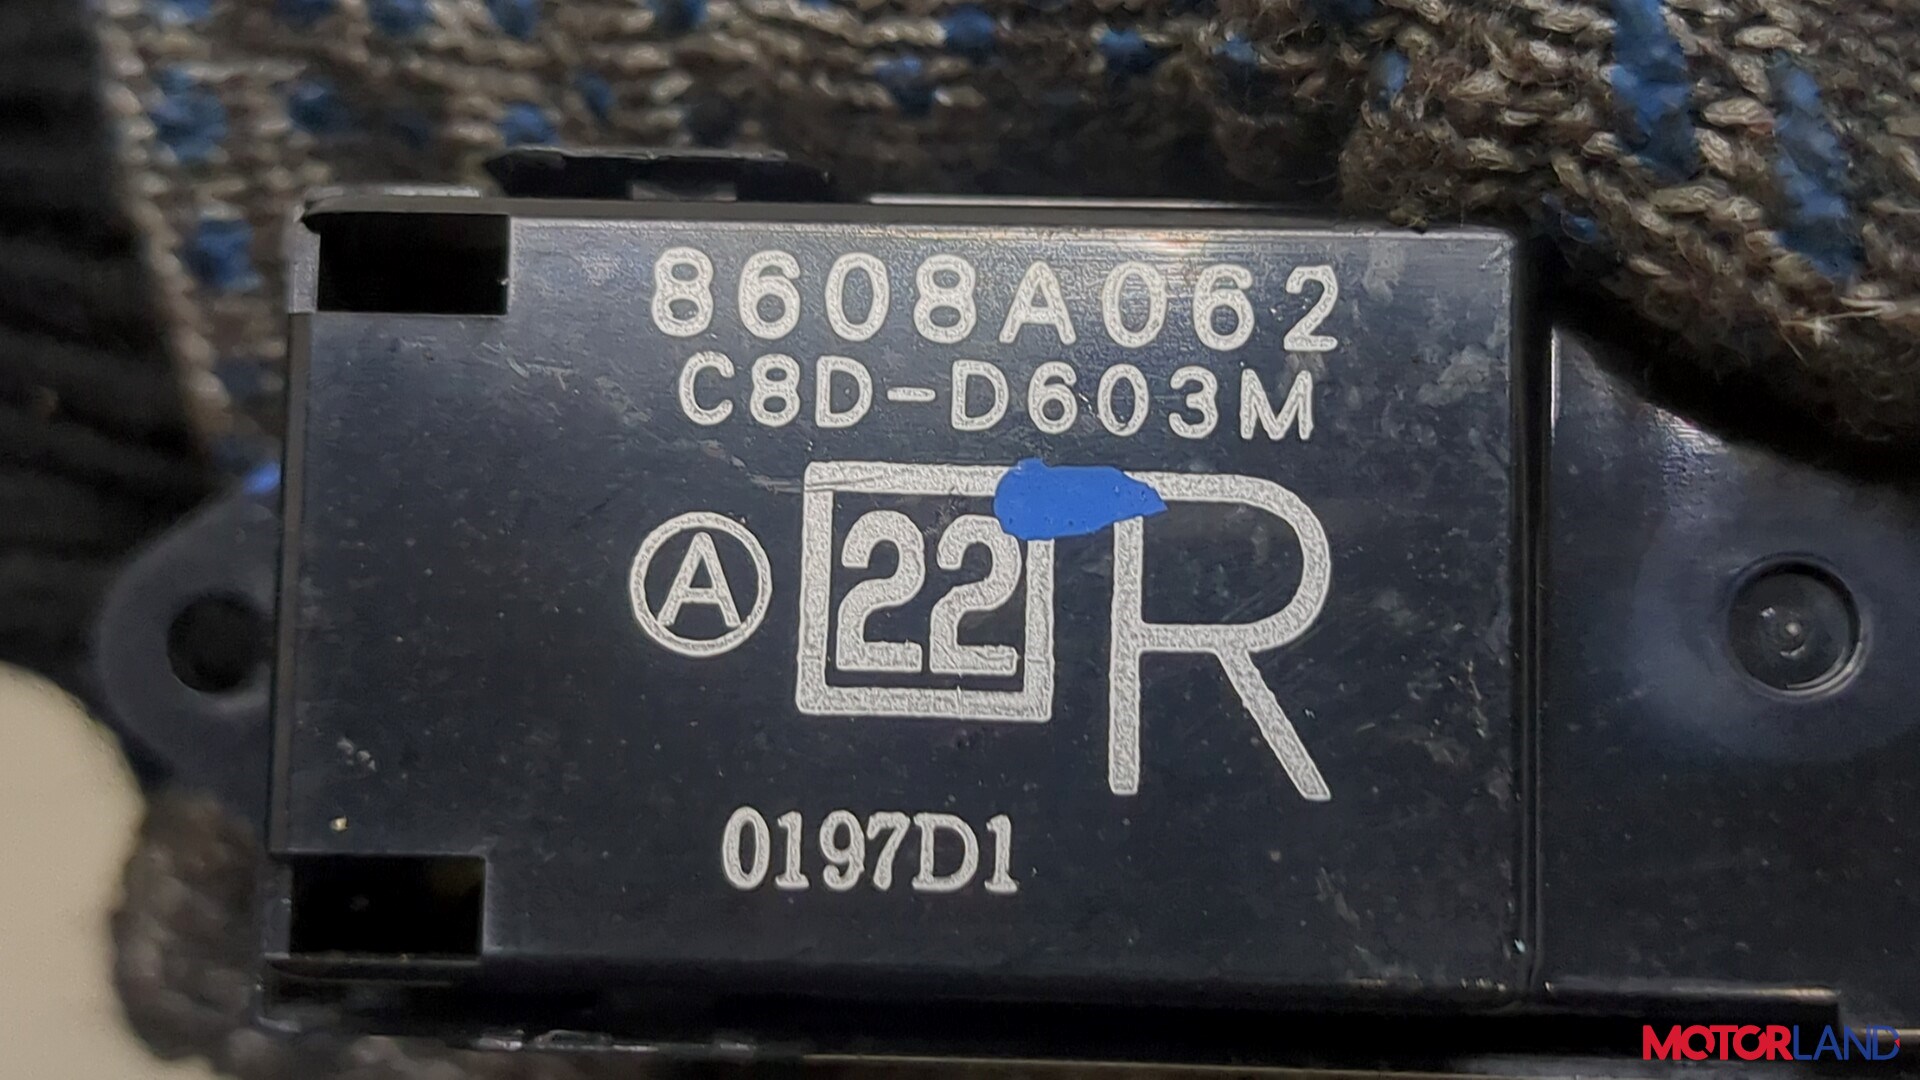 8608A062
C8D-D603M
A 22 R
0197D1
MOTORLAND